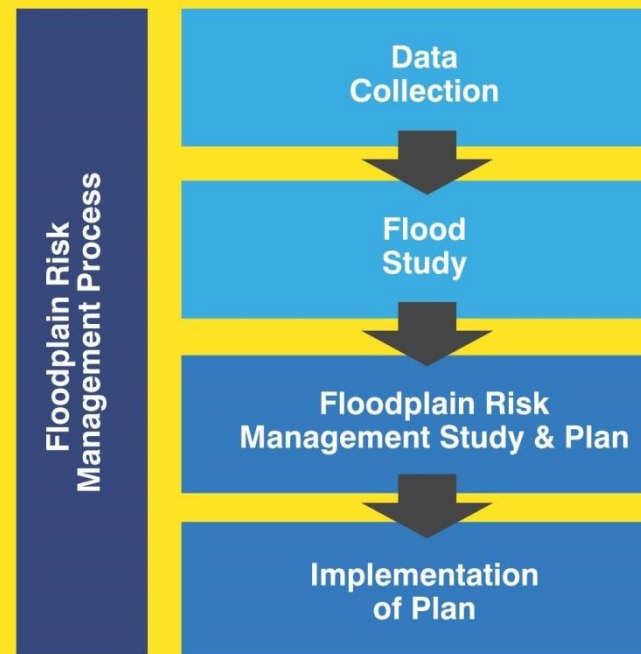 Floodplain Risk
Management Process
Data
Collection
Flood
Study
Floodplain Risk
Management Study & Plan
Implementation
of Plan